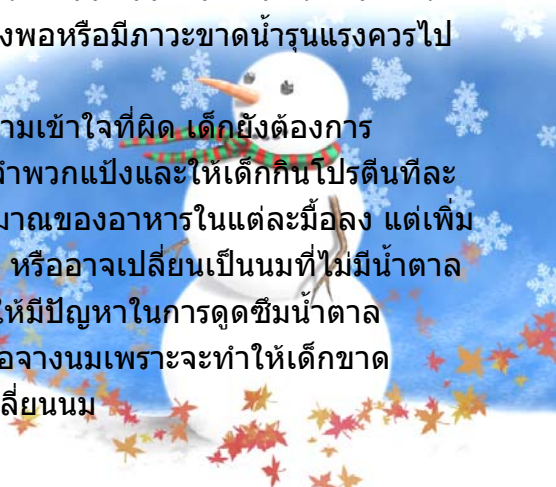 งพอหรือมีภาวะขาดน้ำรุนแรงควรไป
ามเข้าใจที่ผิด เด็กยังต้องการ
ำพวกแป้งและให้เด็กกินโปรตีนทีละ
มาณของอาหารในแต่ละมื้อลง แต่เพิ่ม
หรืออาจเปลี่ยนเป็นนมที่ไม่มีน้ำตาล
ให้มีปัญหาในการดูดซึมน้ำตาล
อจางนมเพราะจะทำให้เด็กขาด
ลี่ยนนม